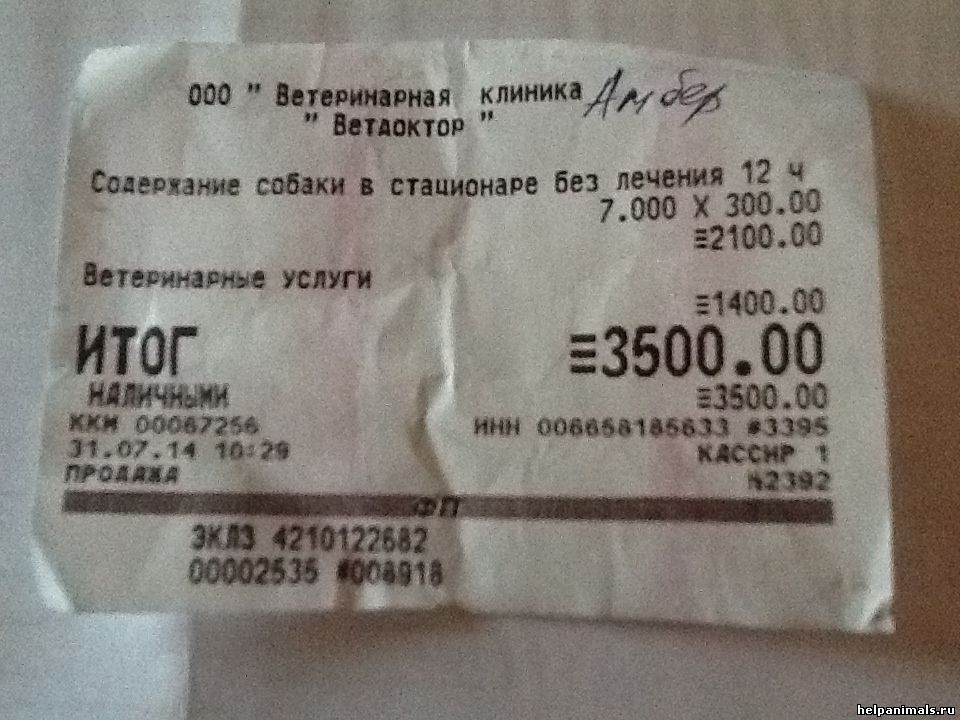 ООО " Ветеринарная клиника Амбер
" Ветдоктор "
Содержание собаки в стационаре без лечения 12 ч
7.000 X 300.00
≡2100.00
Ветеринарные услуги
≡1400.00
ИТОГ ≡3500.00
НАЛИЧНЫМИ ≡3500.00
ККМ 00067256 ИНН 006658185633 #3395
31.07.14 10:29 КАССИР 1
ПРОДАЖА №2392
ФП
ЭКЛЗ 4210122682
00002535 #008918
helpanimals.ru